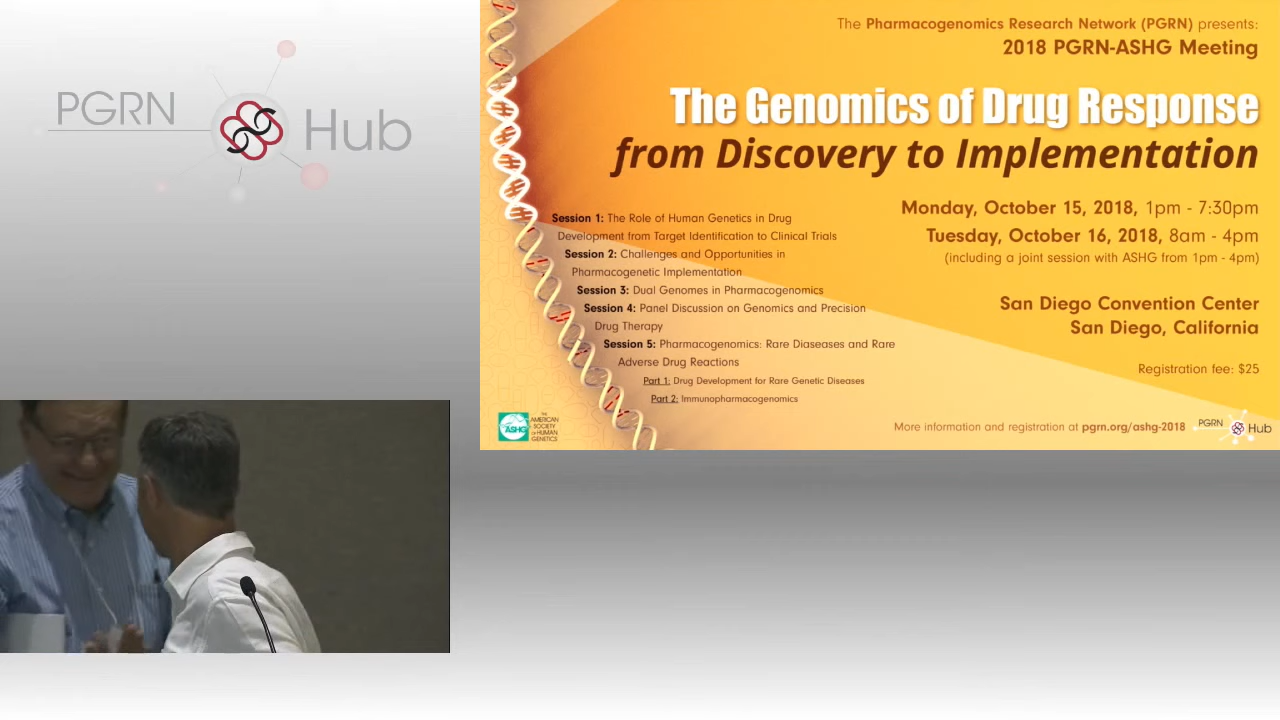 PGRN
Hub
The Pharmacogenomics Research Network (PGRN) presents:
2018 PGRN-ASHG Meeting
The Genomics of Drug Response
from Discovery to Implementation
Monday, October 15, 2018, 1pm - 7:30pm
Tuesday, October 16, 2018, 8am - 4pm
(including a joint session with ASHG from 1pm - 4pm)
San Diego Convention Center
San Diego, California
Registration fee: $25
Session 1: The Role of Human Genetics in Drug
Development from Target Identification to Clinical Trials
Session 2: Challenges and Opportunities in
Pharmacogenetic Implementation
Session 3: Dual Genomes in Pharmacogenomics
Session 4: Panel Discussion on Genomics and Precision
Drug Therapy
Session 5: Pharmacogenomics: Rare Diaseases and Rare
Adverse Drug Reactions
Part 1: Drug Development for Rare Genetic Diseases
Part 2: Immunopharmacogenomics
ASHG
THE
AMERICAN
SOCIETY
OF HUMAN
GENETICS
More information and registration at pgrn.org/ashg-2018
PGRN
Hub